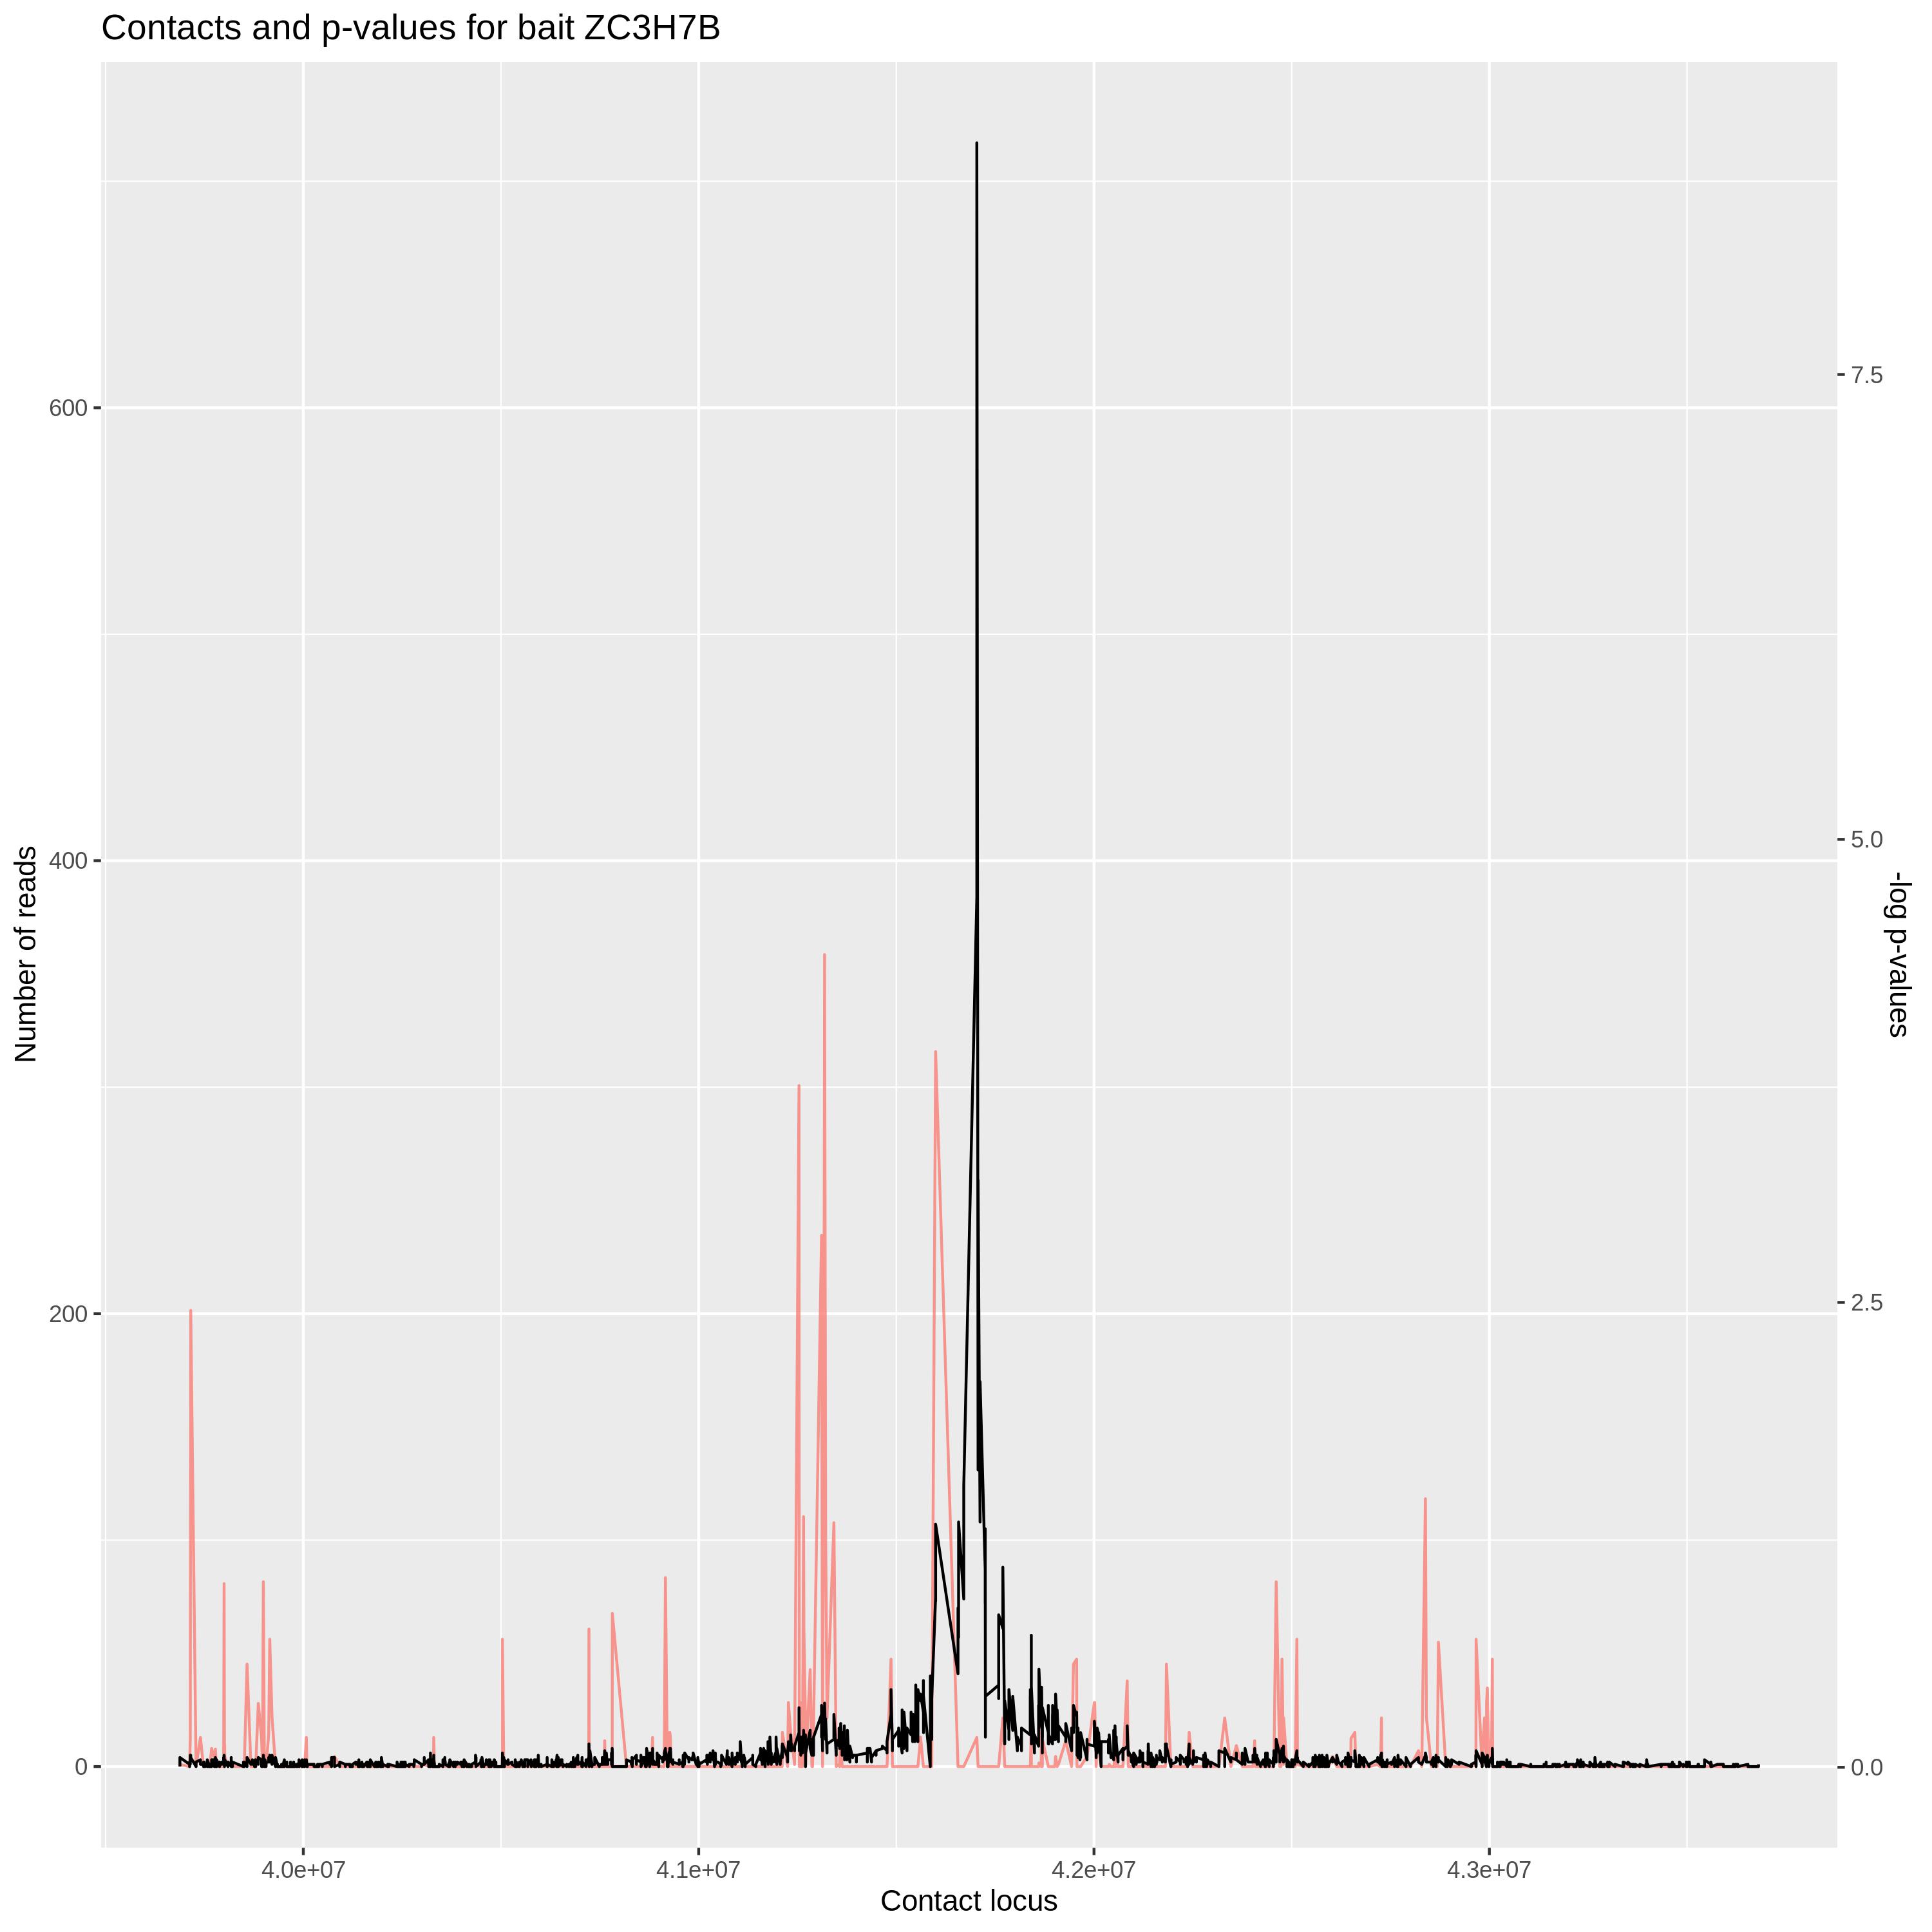 Contacts and p-values for bait ZC3H7B
Number of reads
600
400
200
0
7.5
5.0
2.5
0.0
-log p-values
4.0e+07
4.1e+07
4.2e+07
4.3e+07
Contact locus